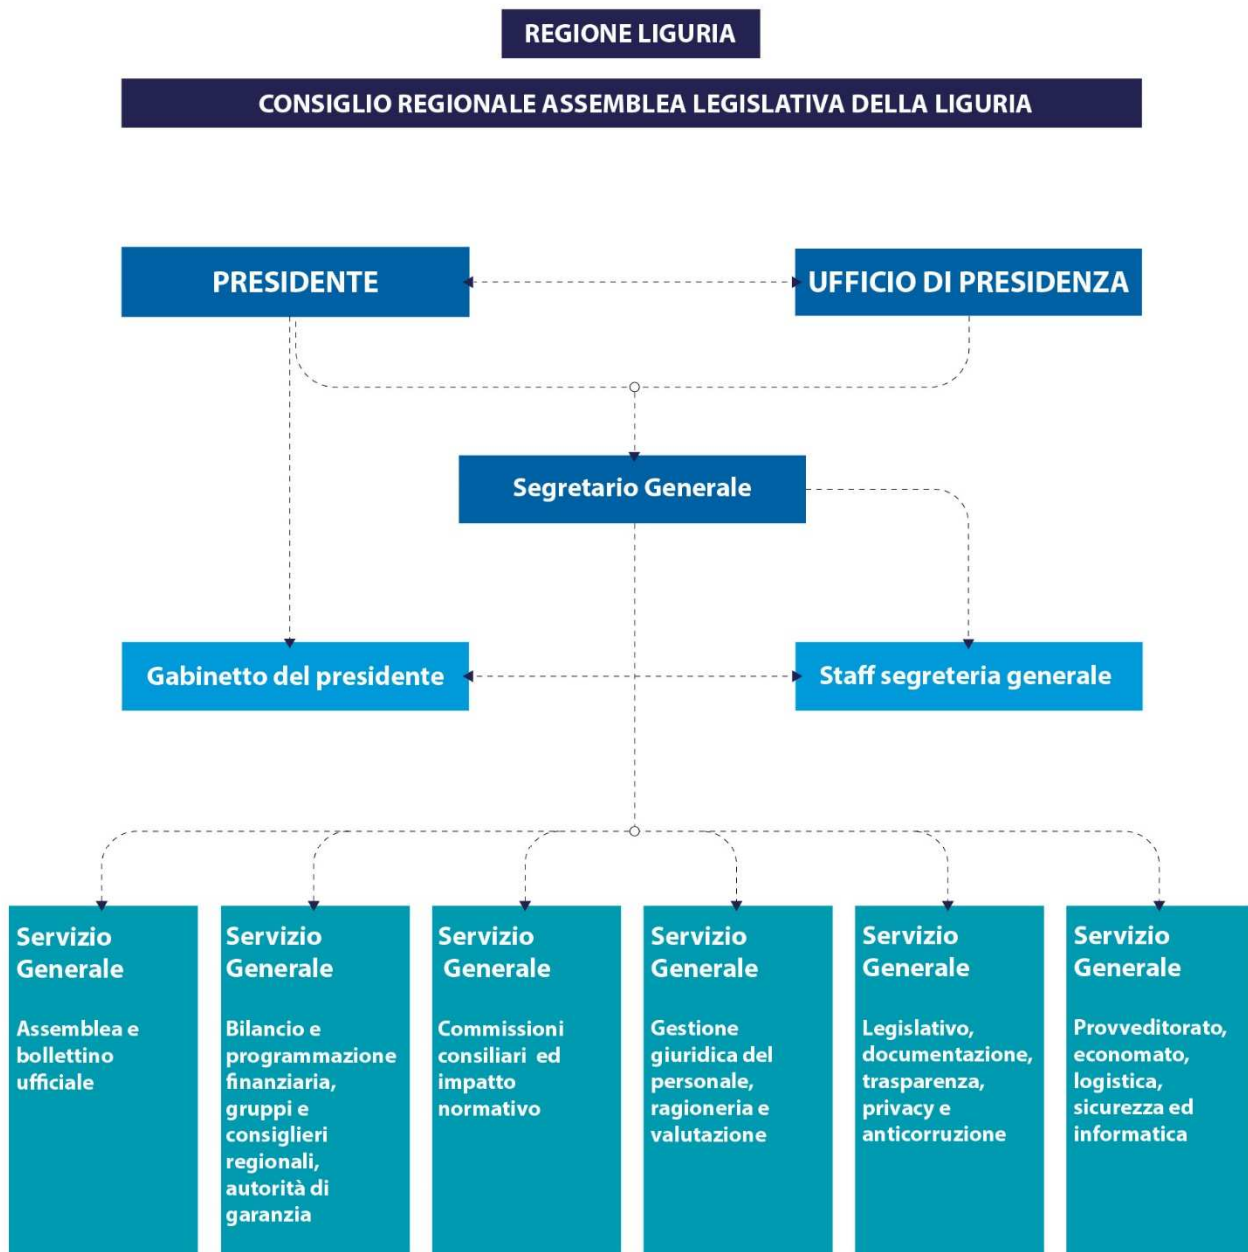 REGIONE LIGURIA
CONSIGLIO REGIONALE ASSEMBLEA LEGISLATIVA DELLA LIGURIA
PRESIDENTE
UFFICIO DI PRESIDENZA
Segretario Generale
Gabinetto del presidente
Staff segreteria generale
Servizio
Generale
Assemblea e
bollettino
ufficiale
Servizio
Generale
Bilancio e
programmazione
finanziaria,
gruppi e
consiglieri
regionali,
autorità di
garanzia
Servizio
Generale
Commissioni
consiliari ed
impatto
normativo
Servizio
Generale
Gestione
giuridica del
personale,
ragioneria e
valutazione
Servizio
Generale
Legislativo,
documentazione,
trasparenza,
privacy e
anticorruzione
Servizio
Generale
Provveditorato,
economato,
logistica,
sicurezza ed
informatica